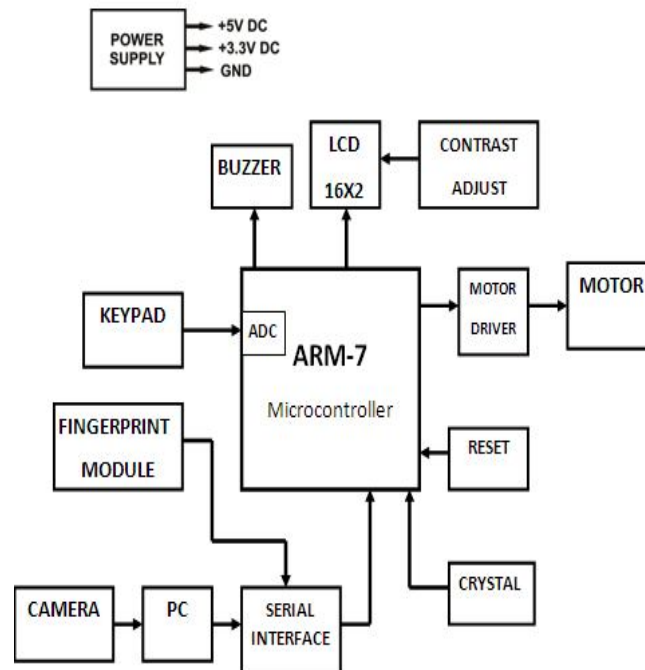 POWER
SUPPLY
+5V DC
+3.3V DC
GND
BUZZER
LCD
16X2
CONTRAST
ADJUST
KEYPAD
ADC
ARM-7
Microcontroller
MOTOR
DRIVER
MOTOR
FINGERPRINT
MODULE
RESET
CRYSTAL
CAMERA
PC
SERIAL
INTERFACE